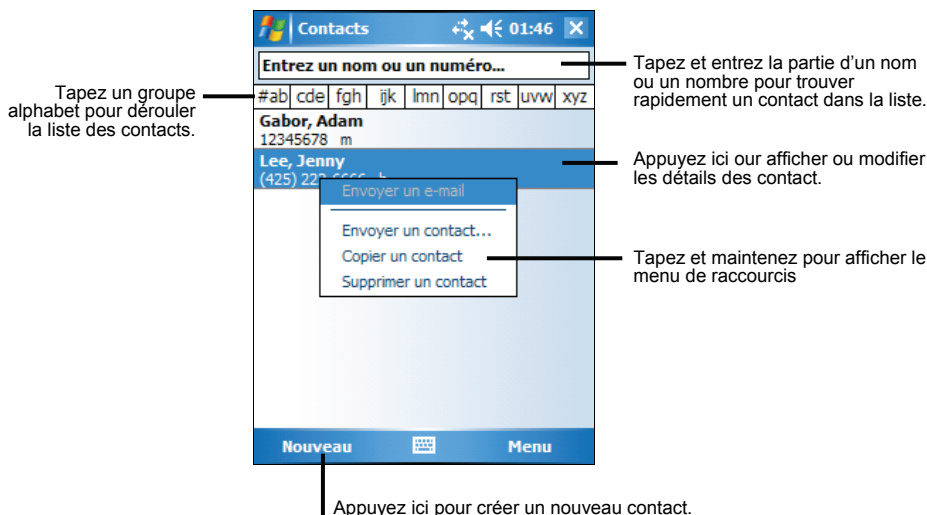 Contacts 01:46
Entrez un nom ou un numéro...
#ab cde fgh ijk lmn opq rst uvw xyz
Gabor, Adam
12345678 m
Lee, Jenny
(425) 222-6666 h
Envoyer un e-mail
Envoyer un contact...
Copier un contact
Supprimer un contact
Nouveau Menu
Tapez un groupe
alphabet pour dérouler
la liste des contacts.
Tapez et entrez la partie d'un nom
ou un nombre pour trouver
rapidement un contact dans la liste.
Appuyez ici our afficher ou modifier
les détails des contact.
Tapez et maintenez pour afficher le
menu de raccourcis
Appuyez ici pour créer un nouveau contact.